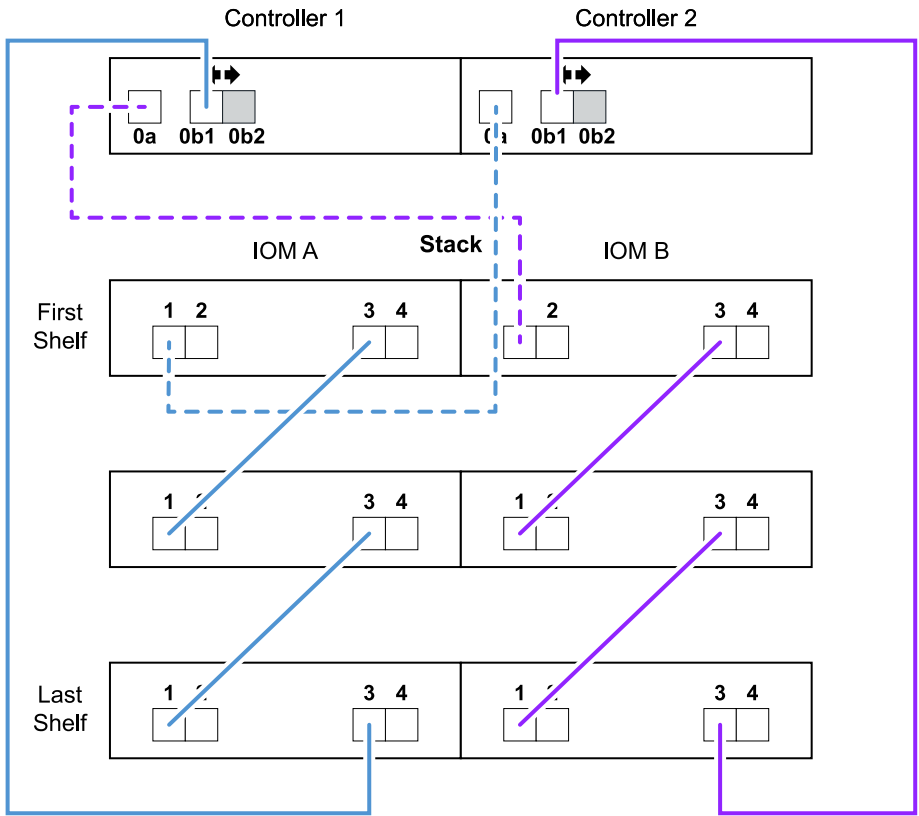 Controller 1 Controller 2
0a 0b1 0b2 0a 0b1 0b2
Stack
IOM A IOM B
First
Shelf
1 2 3 4 2 3 4
1 3 4 1 3 4
Last
Shelf
1 3 4 1 3 4